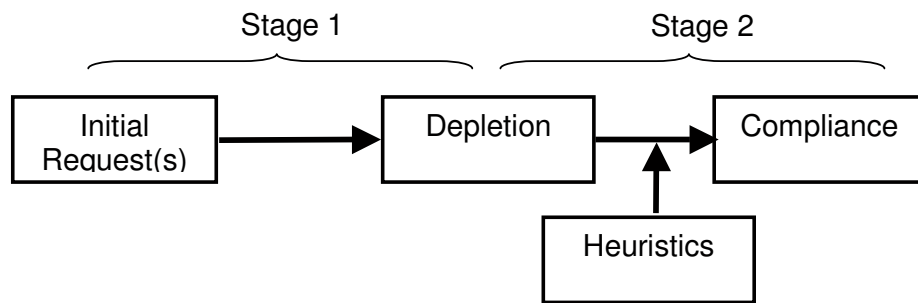 Stage 1
Stage 2
Initial
Request(s)
Depletion
Compliance
Heuristics